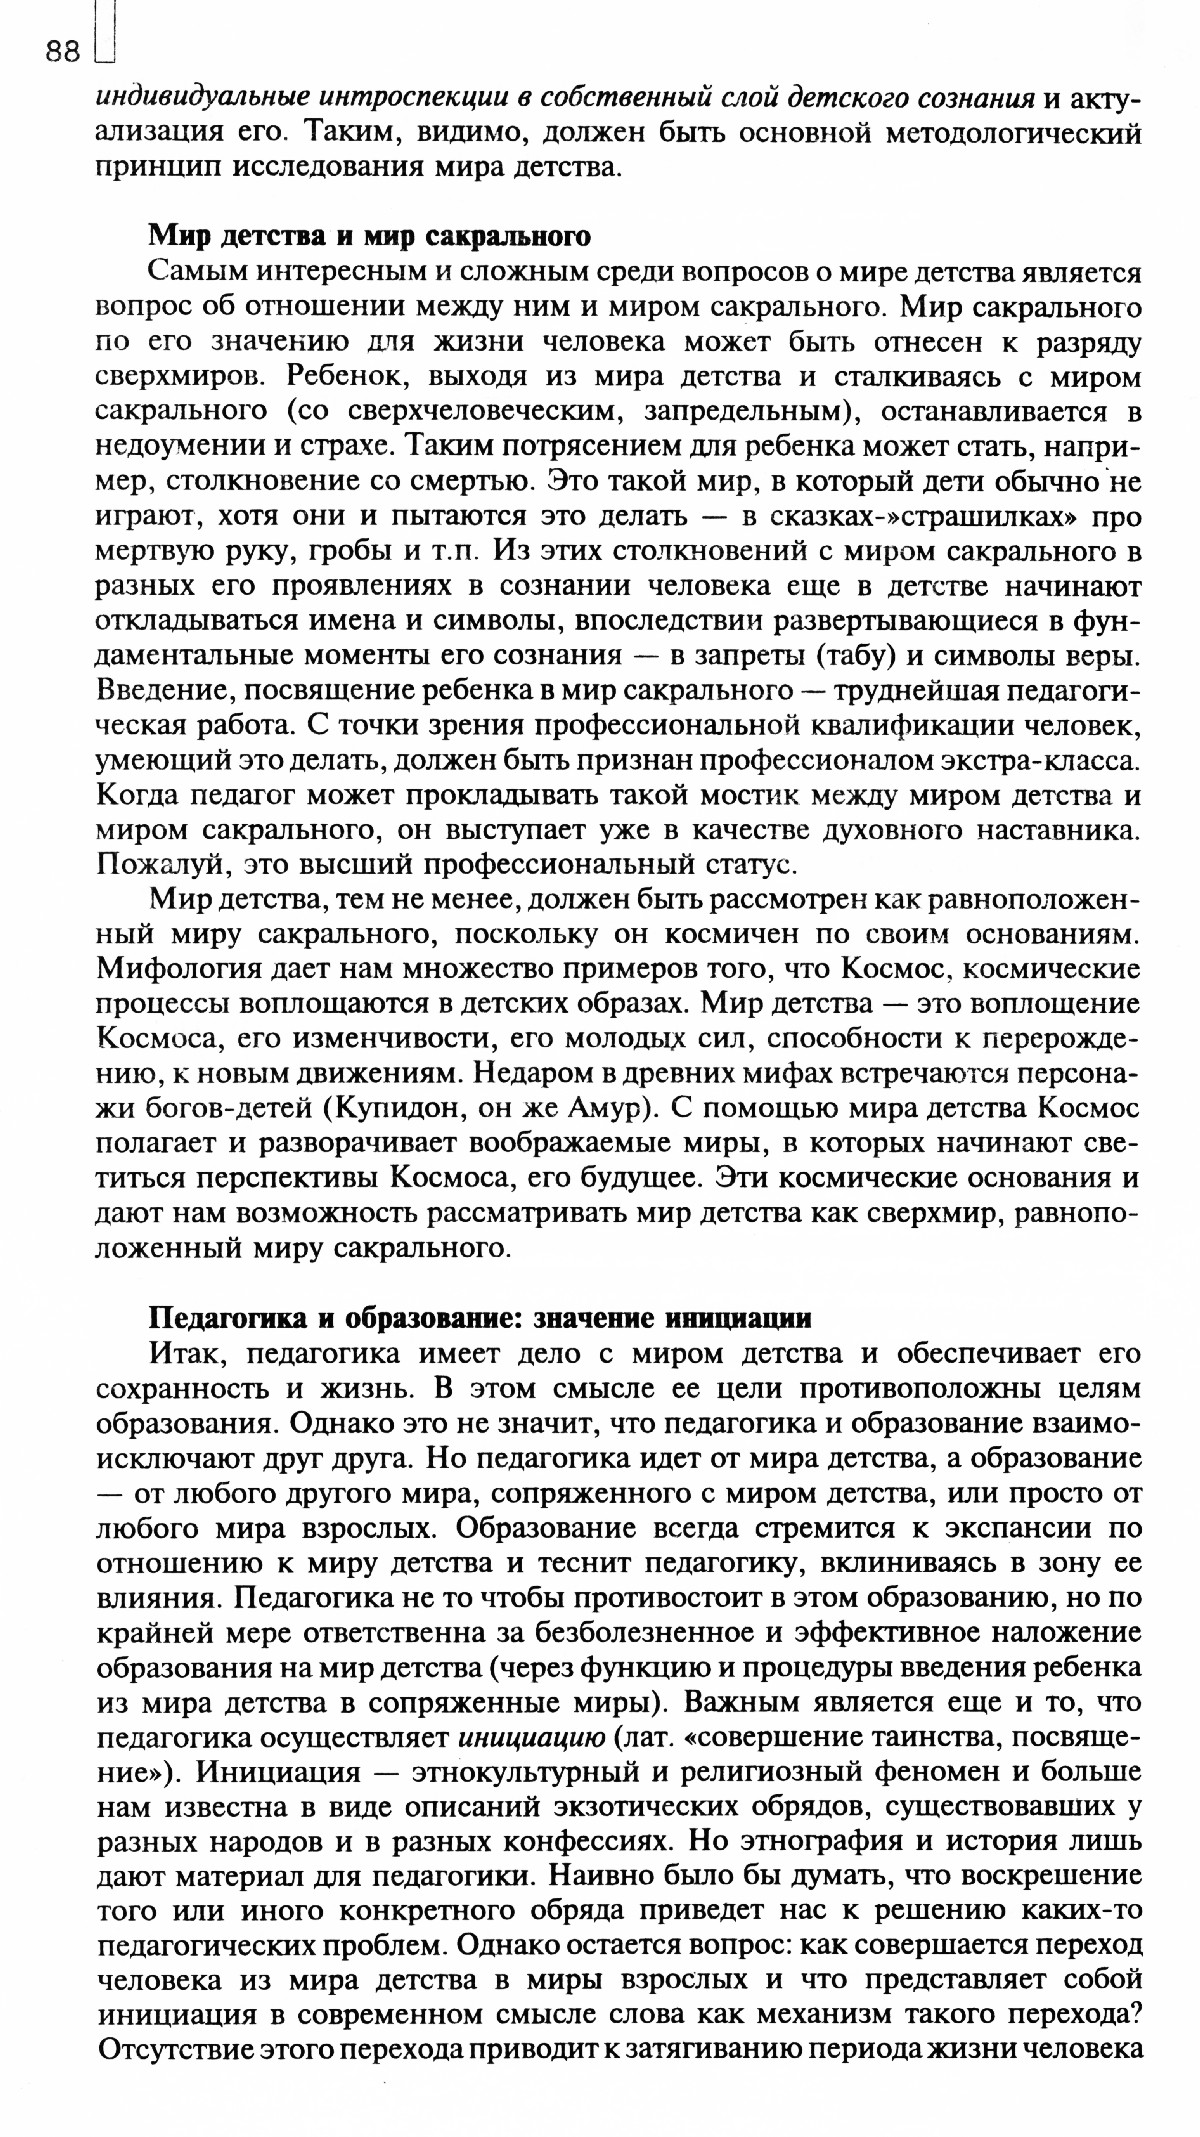 88
индивидуальные интроспекции в собственный слой детского сознания и акту-
ализация его. Таким, видимо, должен быть основной методологический
принцип исследования мира детства.
Мир детства и мир сакрального
Самым интересным и сложным среди вопросов о мире детства является
вопрос об отношении между ним и миром сакрального. Мир сакрального
по его значению для жизни человека может быть отнесен к разряду
сверхмиров. Ребенок, выходя из мира детства и сталкиваясь с миром
сакрального (со сверхчеловеческим, запредельным), останавливается в
недоумении и страхе. Таким потрясением для ребенка может стать, напри-
мер, столкновение со смертью. Это такой мир, в который дети обычно не
играют, хотя они и пытаются это делать — в сказках-»страшилках» про
мертвую руку, гробы и т.п. Из этих столкновений с миром сакрального в
разных его проявлениях в сознании человека еще в детстве начинают
откладываться имена и символы, впоследствии развертывающиеся в фун-
даментальные моменты его сознания — в запреты (табу) и символы веры.
Введение, посвящение ребенка в мир сакрального — труднейшая педагоги-
ческая работа. С точки зрения профессиональной квалификации человек,
умеющий это делать, должен быть признан профессионалом экстра-класса.
Когда педагог может прокладывать такой мостик между миром детства и
миром сакрального, он выступает уже в качестве духовного наставника.
Пожалуй, это высший профессиональный статус.
Мир детства, тем не менее, должен быть рассмотрен как равноположен-
ный миру сакрального, поскольку он космичен по своим основаниям.
Мифология дает нам множество примеров того, что Космос, космические
процессы воплощаются в детских образах. Мир детства — это воплощение
Космоса, его изменчивости, его молодых сил, способности к перерожде-
нию, к новым движениям. Недаром в древних мифах встречаются персона-
жи богов-детей (Купидон, он же Амур). С помощью мира детства Космос
полагает и разворачивает воображаемые миры, в которых начинают све-
титься перспективы Космоса, его будущее. Эти космические основания и
дают нам возможность рассматривать мир детства как сверхмир, равнопо-
ложенный миру сакрального.
Педагогика и образование: значение инициации
Итак, педагогика имеет дело с миром детства и обеспечивает его
сохранность и жизнь. В этом смысле ее цели противоположны целям
образования. Однако это не значит, что педагогика и образование взаимо-
исключают друг друга. Но педагогика идет от мира детства, а образование
— от любого другого мира, сопряженного с миром детства, или просто от
любого мира взрослых. Образование всегда стремится к экспансии по
отношению к миру детства и теснит педагогику, вклиниваясь в зону ее
влияния. Педагогика не то чтобы противостоит в этом образованию, но по
крайней мере ответственна за безболезненное и эффективное наложение
образования на мир детства (через функцию и процедуры введения ребенка
из мира детства в сопряженные миры). Важным является еще и то, что
педагогика осуществляет инициацию (лат. «совершение таинства, посвяще-
ние»). Инициация — этнокультурный и религиозный феномен и больше
нам известна в виде описаний экзотических обрядов, существовавших у
разных народов и в разных конфессиях. Но этнография и история лишь
дают материал для педагогики. Наивно было бы думать, что воскрешение
того или иного конкретного обряда приведет нас к решению каких-то
педагогических проблем. Однако остается вопрос: как совершается переход
человека из мира детства в миры взрослых и что представляет собой
инициация в современном смысле слова как механизм такого перехода?
Отсутствие этого перехода приводит к затягиванию периода жизни человека